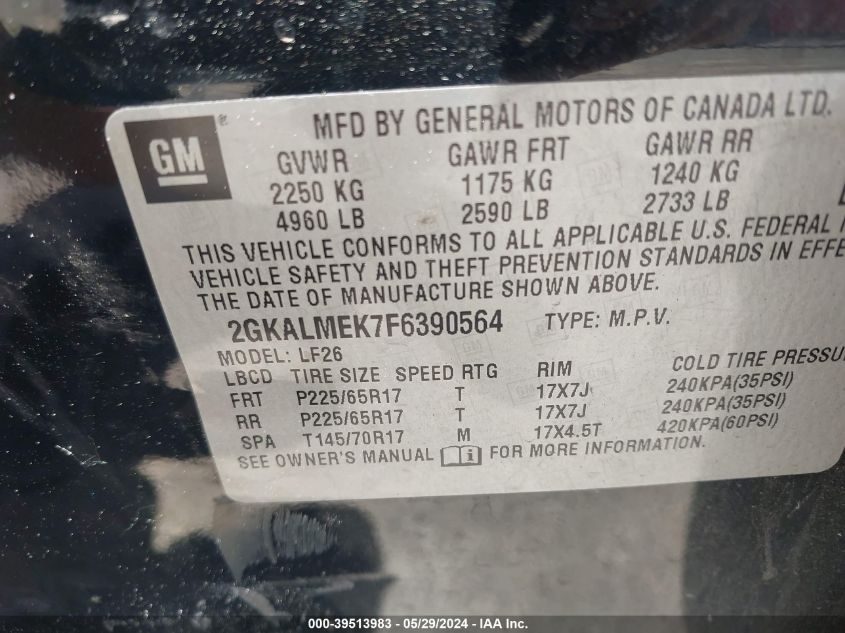 GM ®
MFD BY GENERAL MOTORS OF CANADA LTD.
GVWR GAWR FRT GAWR RR
2250 KG 1175 KG 1240 KG
4960 LB 2590 LB 2733 LB
THIS VEHICLE CONFORMS TO ALL APPLICABLE U.S. FEDERAL
VEHICLE SAFETY AND THEFT PREVENTION STANDARDS IN EFFE
THE DATE OF MANUFACTURE SHOWN ABOVE.
2GKALMEK7F6390564 TYPE: M.P.V.
MODEL: LF26
LBCD TIRE SIZE SPEED RTG RIM COLD TIRE PRESSU
FRT P225/65R17 T 17X7J 240KPA(35PSI)
RR P225/65R17 T 17X7J 240KPA(35PSI)
SPA T145/70R17 M 17X4.5T 420KPA(60PSI)
SEE OWNER'S MANUAL i FOR MORE INFORMATION.
000-39513983 - 05/29/2024 - IAA Inc.